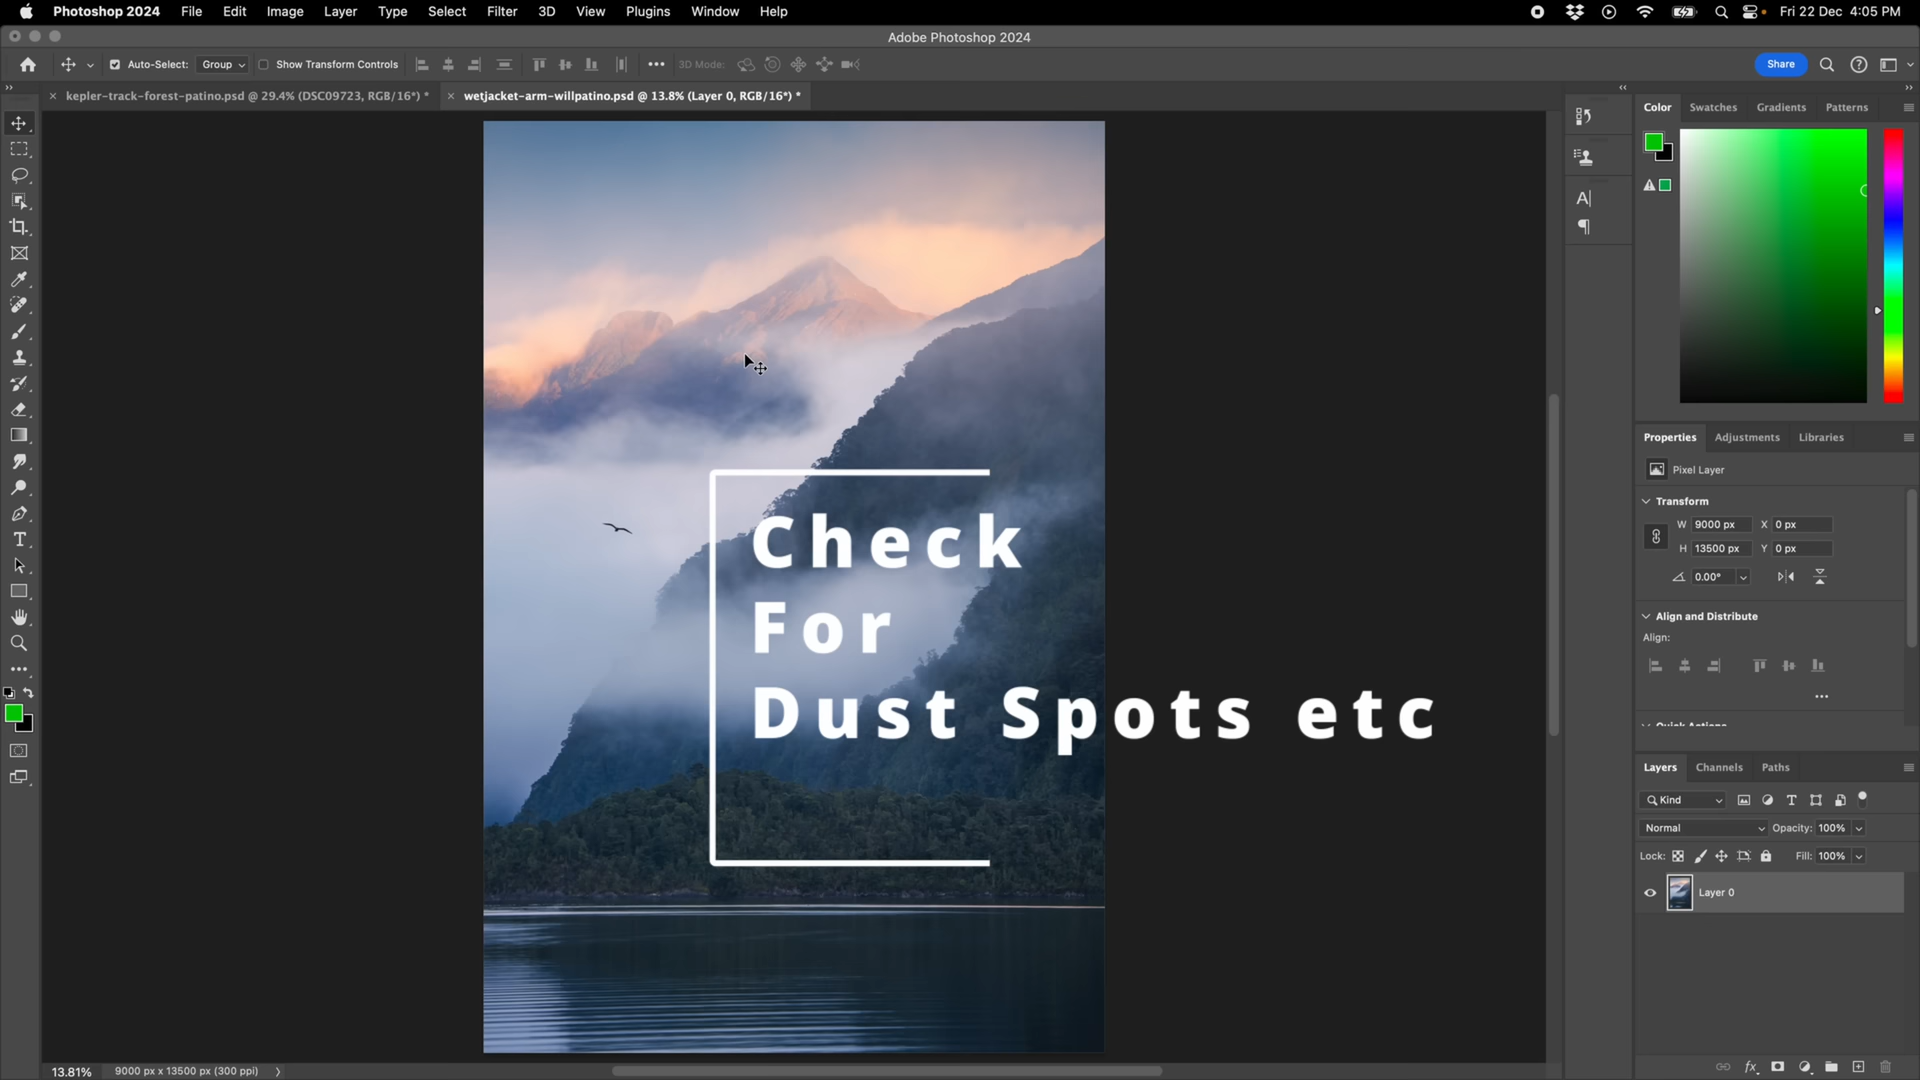 Photoshop 2024 File Edit Image Layer Type Select Filter 3D View Plugins Window Help Fri 22 Dec 4:05 PM
Adobe Photoshop 2024
Auto-Select: Group Show Transform Controls 3D Mode: Share
kepler-track-forest-patino.psd @ 29.4% (DSC09723, RGB/16*) * wetjacket-arm-willpatino.psd @ 13.8% (Layer 0, RGB/16*) *
Color Swatches Gradients Patterns
Properties Adjustments Libraries
Pixel Layer
Transform
W 9000 px X 0 px
H 13500 px Y 0 px
0.00°
Align and Distribute
Align:
Quick Actions
Check
For
Dust Spots etc
Layers Channels Paths
Kind
Normal Opacity: 100%
Lock: Fill: 100%
Layer 0
13.81% 9000 px x 13500 px (300 ppi)